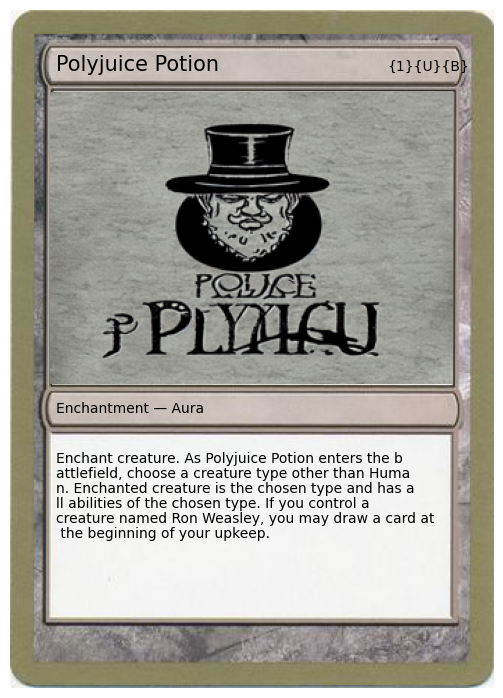 Polyjuice Potion
{1}{U}{B}
POLICE
Enchantment — Aura
Enchant creature. As Polyjuice Potion enters the b
attlefield, choose a creature type other than Huma
n. Enchanted creature is the chosen type and has a
ll abilities of the chosen type. If you control a
creature named Ron Weasley, you may draw a card at
the beginning of your upkeep.